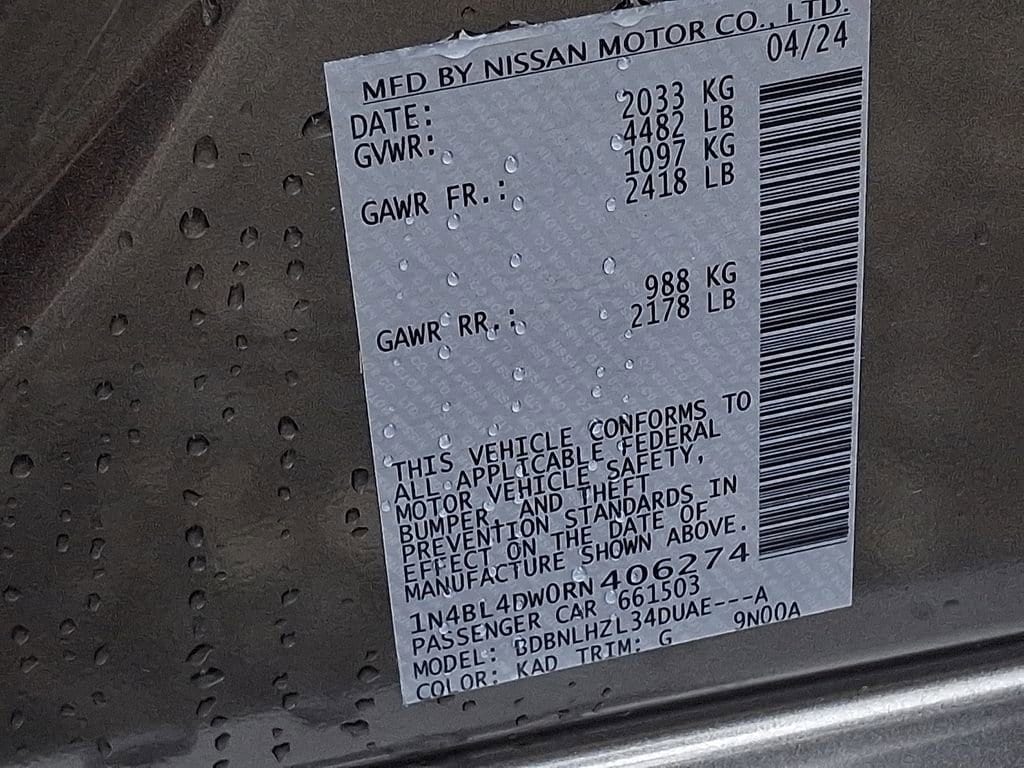 MFD BY NISSAN MOTOR CO., LTD.
DATE: 04/24
GVWR: 2033 KG
4482 LB
GAWR FR.: 1097 KG
2418 LB
GAWR RR.: 988 KG
2178 LB
THIS VEHICLE CONFORMS TO
ALL APPLICABLE FEDERAL
MOTOR VEHICLE SAFETY,
BUMPER, AND THEFT
PREVENTION STANDARDS IN
EFFECT ON THE DATE OF
MANUFACTURE SHOWN ABOVE.
1N4BL4DW0RN406274
PASSENGER CAR 661503
MODEL: BDBNLHZL34DUAE---A
COLOR: KAD TRIM: G 9N00A